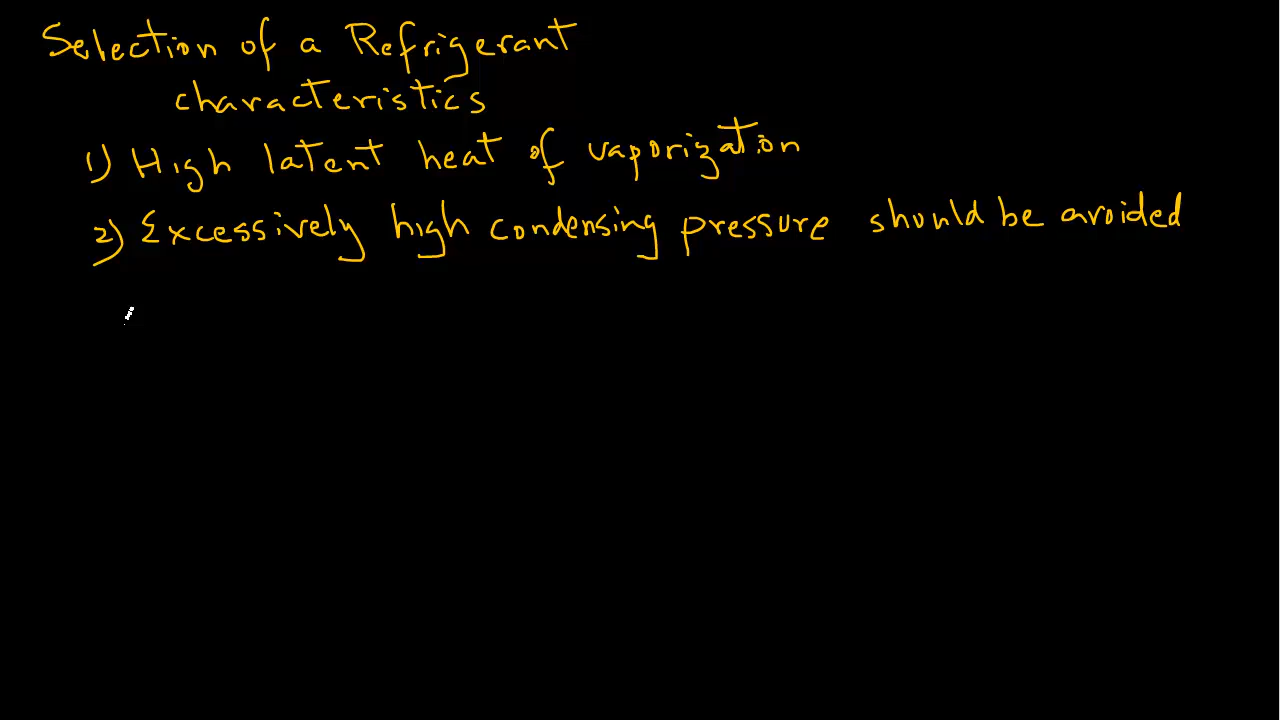 Selection of a Refrigerant
characteristics
1) High latent heat of vaporization
2) Excessively high condensing pressure should be avoided